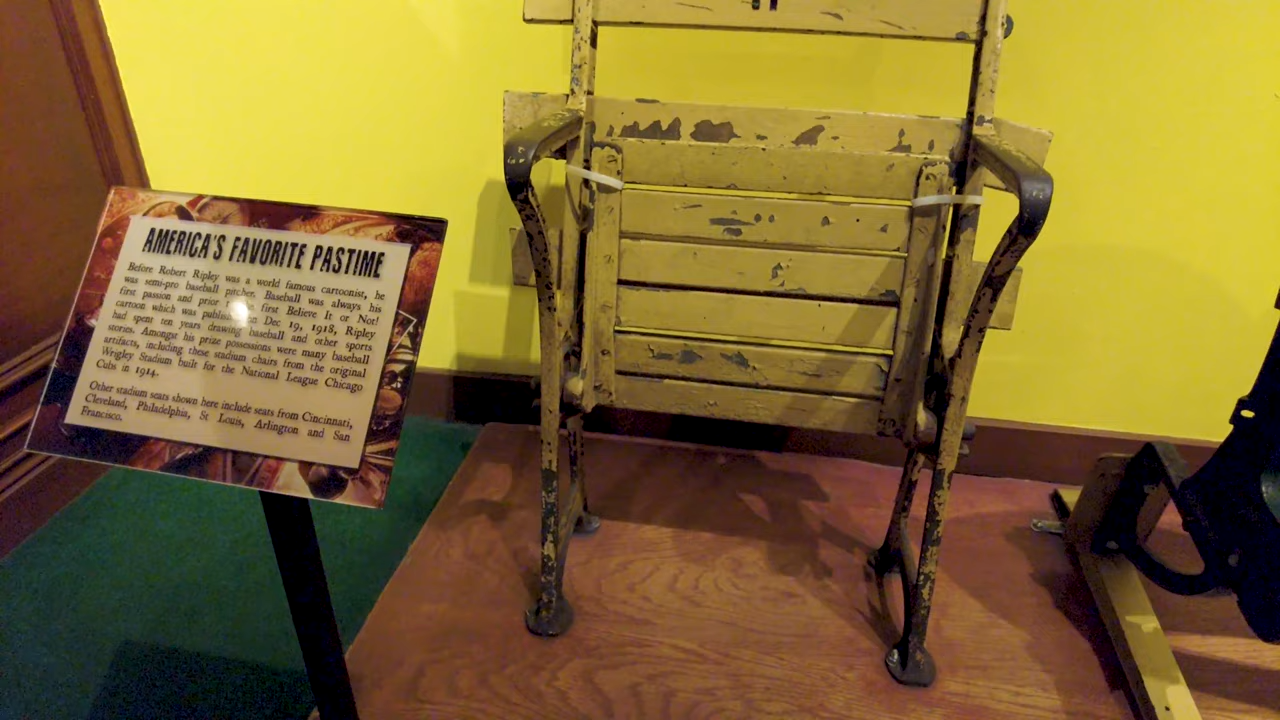 AMERICA'S FAVORITE PASTIME
Before Robert Ripley was a world famous cartoonist, he
was semi-pro baseball pitcher. Baseball was always his
first passion and prior first Believe It or Not!
cartoon which was on Dec 19, 1918, Ripley
had spent ten years drawing baseball and other sports
stories. Amongst his prize possessions were many baseball
artifacts, including these stadium chairs from the original
Wrigley Stadium built for the National League Chicago
Cubs in 1914.
Other stadium seats shown here include seats from Cincinnati,
Cleveland, Philadelphia, St Louis, Arlington and San
Francisco.